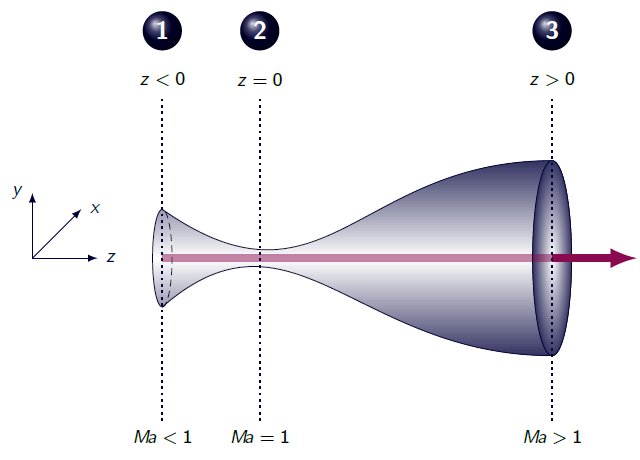 1 2 3
z < 0 z = 0 z > 0
y
x
z
Ma < 1 Ma = 1 Ma > 1